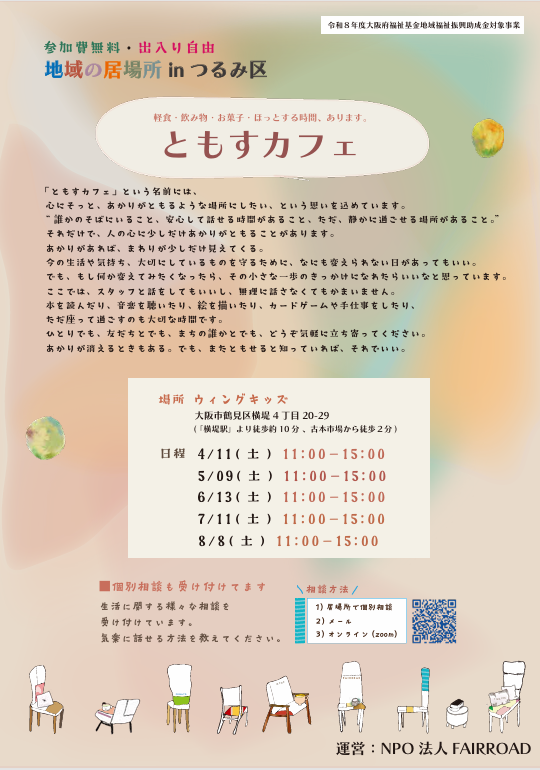 令和８年度大阪府福祉基金地域福祉振興助成金対象事業
参加費無料・出入り自由
地域の居場所 in つるみ区
軽食・飲み物・お菓子・ほっとする時間、あります。
ともすカフェ
「ともすカフェ」という名前には、
心にそっと、あかりがともるような場所にしたい、という思いを込めています。
“誰かのそばにいること、安心して話せる時間があること、ただ、静かに過ごせる場所があること。”
それだけで、人の心に少しだけあかりがともることがあります。
あかりがあれば、まわりが少しだけ見えてくる。
今の生活や気持ち、大切にしているものを守るために、なにも変えられない日があってもいい。
でも、もし何か変えてみたくなったら、その小さな一歩のきっかけになれたらいいなと思っています。
ここでは、スタッフと話をしてもいいし、無理に話さなくてもかまいません。
本を読んだり、音楽を聴いたり、絵を描いたり、カードゲームや手仕事をしたり、
ただ座って過ごすのも大切な時間です。
ひとりでも、友だちとでも、まちの誰かとでも、どうぞ気軽に立ち寄ってください。
あかりが消えるときもある。でも、またともせると知っていれば、それでいい。
場所 ウィングキッズ
大阪市鶴見区横堤４丁目 20-29
(「横堤駅」より徒歩約 10 分 、古本市場から徒歩２分)
日程 4/11( 土 ) 11:00－15:00
5/09( 土 ) 11:00－15:00
6/13( 土 ) 11:00－15:00
7/11( 土 ) 11:00－15:00
8/8( 土 ) 11:00－15:00
■個別相談も受け付けてます
生活に関する様々な相談を
受け付けています。
気楽に話せる方法を教えてください。
＼相談方法／
1) 居場所で個別相談
2) メール
3) オンライン (zoom)
運営：NPO 法人 FAIRROAD